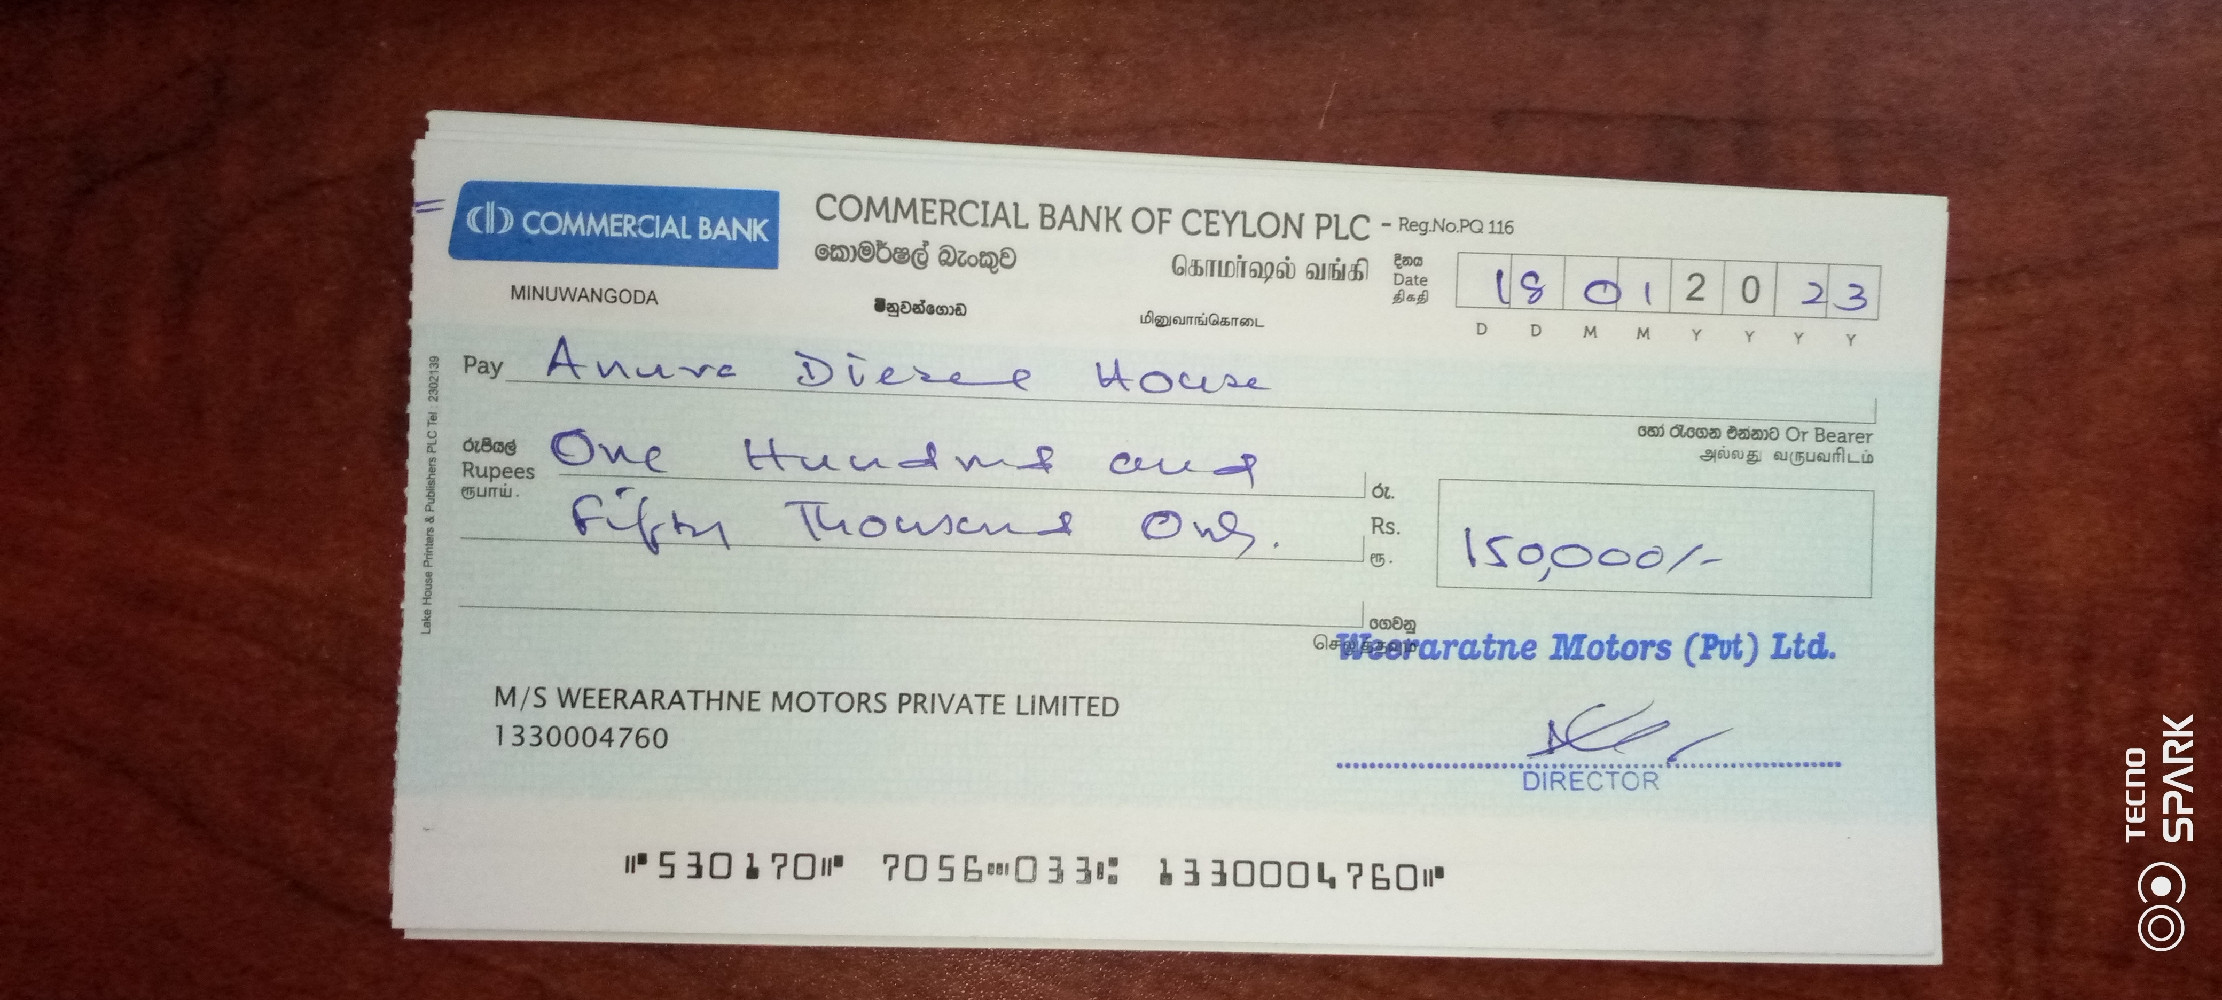 COMMERCIAL BANK
COMMERCIAL BANK OF CEYLON PLC - Reg.No.PQ 116
කොමර්ෂල් බැංකුව கொமர்ஷல் வங்கி
දිනය
Date
திகதி
18 01 2023
D D M M Y Y Y Y
MINUWANGODA මිනුවන්ගොඩ மினுவாங்கொடை
Pay Anura Diesel House
හෝ රැගෙන එන්නාට Or Bearer
அல்லது வருபவரிடம்
රුපියල්
Rupees
ரூபாய்.
One Hundred and
Fifty Thousand Only.
රු.
Rs.
ரூ.
150,000/-
ගෙවනු
செலுத்தவும்
Weeraratne Motors (Pvt) Ltd.
M/S WEERARATHNE MOTORS PRIVATE LIMITED
1330004760
DIRECTOR
⑈530170⑈ 7056⑉033⑆ 1330004760⑈
Lake House Printers & Publishers PLC Tel : 2302139
TECNO
SPARK